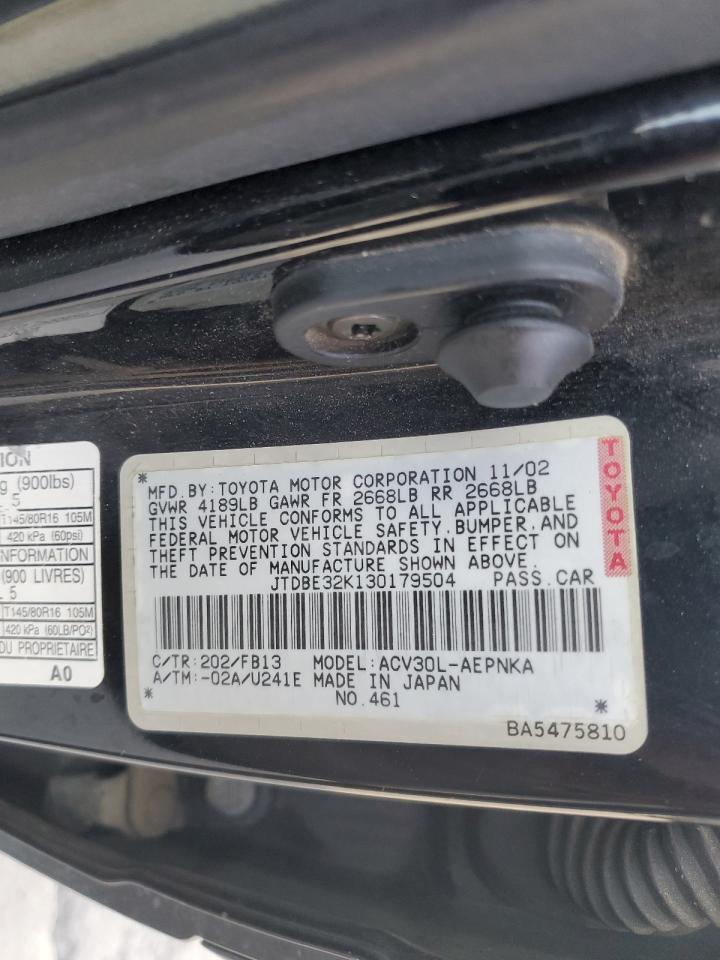 TION
g (900lbs)
L 5
T145/80R16 105M
420 kPa (60psi)
INFORMATION
(900 LIVRES)
L 5
T145/80R16 105M
420 kPa (60LB/PO²)
DU PROPRIETAIRE
A0
MFD.BY:TOYOTA MOTOR CORPORATION 11/02
GVWR 4189LB GAWR FR 2668LB RR 2668LB
THIS VEHICLE CONFORMS TO ALL APPLICABLE
FEDERAL MOTOR VEHICLE SAFETY,BUMPER,AND
THEFT PREVENTION STANDARDS IN EFFECT ON
THE DATE OF MANUFACTURE SHOWN ABOVE.
JTDBE32K130179504 PASS.CAR
C/TR:202/FB13 MODEL:ACV30L-AEPNKA
A/TM:-02A/U241E MADE IN JAPAN
NO.461
BA5475810
TOYOTA